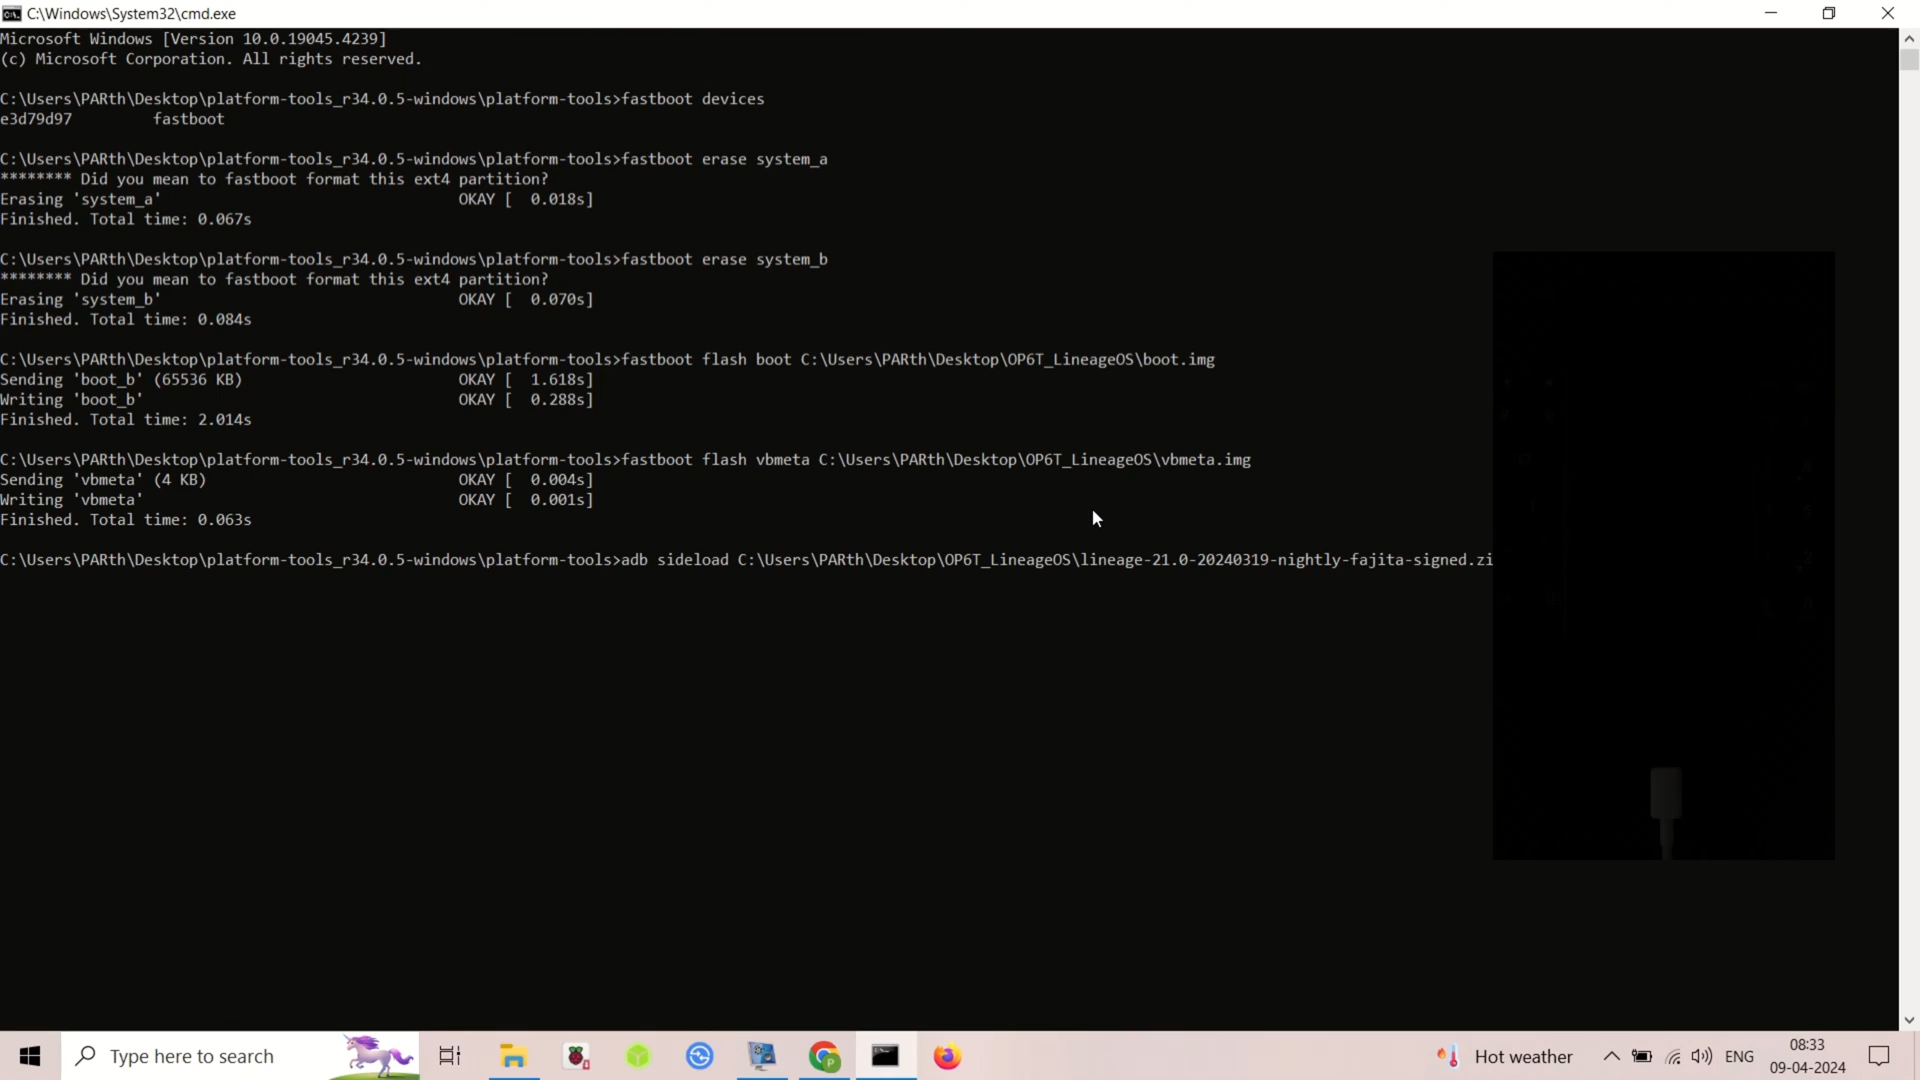 C:\Windows\System32\cmd.exe
Microsoft Windows [Version 10.0.19045.4239]
(c) Microsoft Corporation. All rights reserved.
C:\Users\PARth\Desktop\platform-tools_r34.0.5-windows\platform-tools>fastboot devices
e3d79d97         fastboot
C:\Users\PARth\Desktop\platform-tools_r34.0.5-windows\platform-tools>fastboot erase system_a
******** Did you mean to fastboot format this ext4 partition?
Erasing 'system_a'                                 OKAY [  0.018s]
Finished. Total time: 0.067s
C:\Users\PARth\Desktop\platform-tools_r34.0.5-windows\platform-tools>fastboot erase system_b
******** Did you mean to fastboot format this ext4 partition?
Erasing 'system_b'                                 OKAY [  0.070s]
Finished. Total time: 0.084s
C:\Users\PARth\Desktop\platform-tools_r34.0.5-windows\platform-tools>fastboot flash boot C:\Users\PARth\Desktop\OP6T_LineageOS\boot.img
Sending 'boot_b' (65536 KB)                        OKAY [  1.618s]
Writing 'boot_b'                                   OKAY [  0.288s]
Finished. Total time: 2.014s
C:\Users\PARth\Desktop\platform-tools_r34.0.5-windows\platform-tools>fastboot flash vbmeta C:\Users\PARth\Desktop\OP6T_LineageOS\vbmeta.img
Sending 'vbmeta' (4 KB)                            OKAY [  0.004s]
Writing 'vbmeta'                                   OKAY [  0.001s]
Finished. Total time: 0.063s
C:\Users\PARth\Desktop\platform-tools_r34.0.5-windows\platform-tools>adb sideload C:\Users\PARth\Desktop\OP6T_LineageOS\lineage-21.0-20240319-nightly-fajita-signed.zi
Type here to search
Hot weather
ENG
08:33
09-04-2024